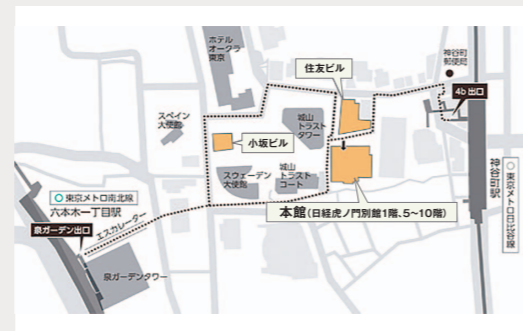 ホテル
オークラ
東京
神谷町
郵便局
住友ビル
4b 出口
スペイン
大使館
城山
トラスト
タワー
小坂ビル
スウェーデン
大使館
城山
トラスト
コート
神谷町駅
東京メトロ日比谷線
東京メトロ南北線
六本木一丁目駅
本館(日経虎ノ門別館1階、5~10階)
泉ガーデン出口
エスカレーター
泉ガーデンタワー